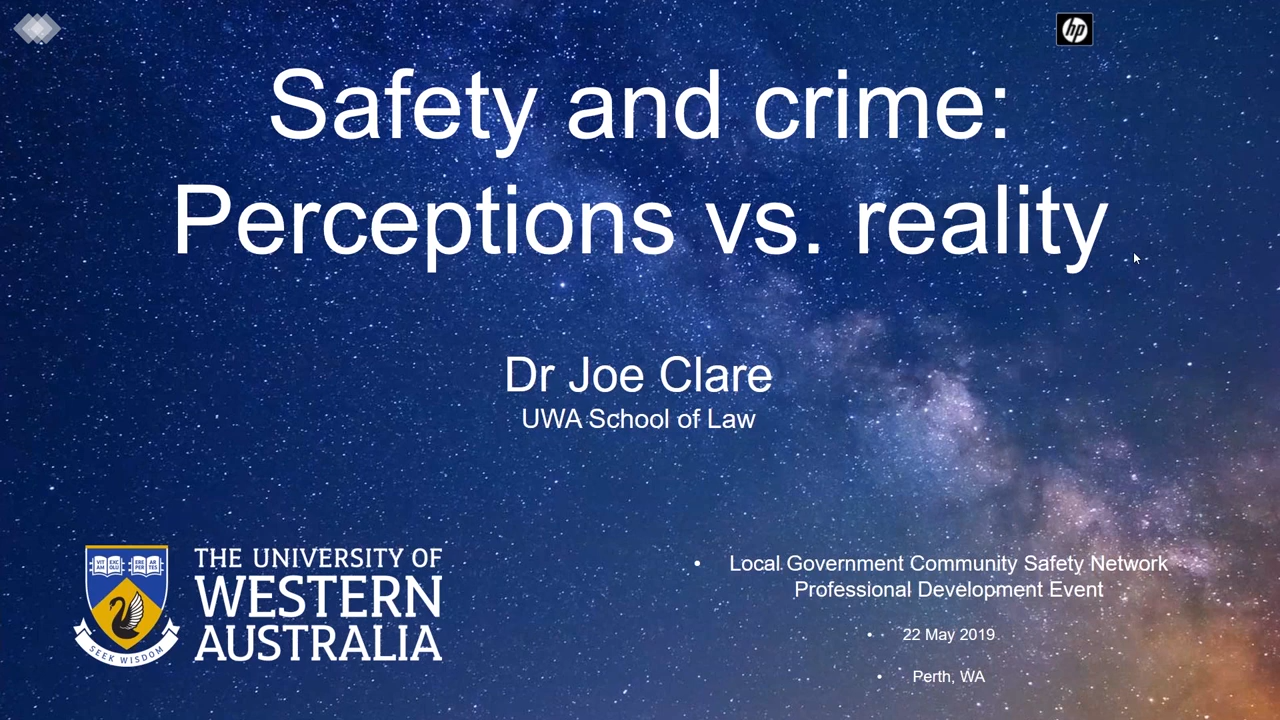 hp
Safety and crime:
Perceptions vs. reality
Dr Joe Clare
UWA School of Law
THE UNIVERSITY OF
WESTERN
AUSTRALIA
SEEK WISDOM
• Local Government Community Safety Network
Professional Development Event
• 22 May 2019
• Perth, WA